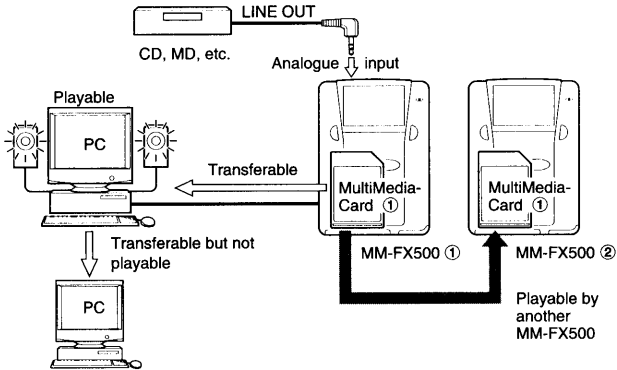 LINE OUT
CD, MD, etc.
Analogue input
Playable
PC
Transferable
MultiMedia-
Card ①
MultiMedia-
Card ①
MM-FX500 ①
MM-FX500 ②
Transferable but not
playable
PC
Playable by
another
MM-FX500